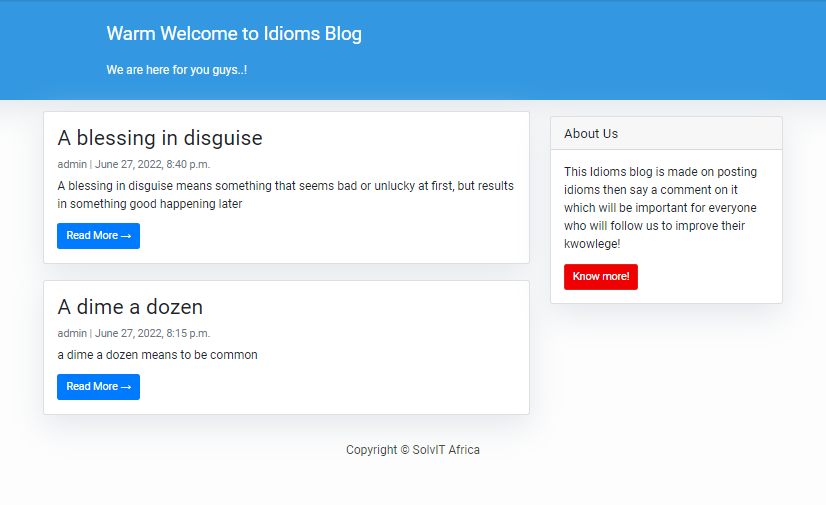 Warm Welcome to Idioms Blog
We are here for you guys..!
A blessing in disguise
admin | June 27, 2022, 8:40 p.m.
A blessing in disguise means something that seems bad or unlucky at first, but results
in something good happening later
Read More →
A dime a dozen
admin | June 27, 2022, 8:15 p.m.
a dime a dozen means to be common
Read More →
About Us
This Idioms blog is made on posting
idioms then say a comment on it
which will be important for everyone
who will follow us to improve their
kwowlege!
Know more!
Copyright © SolvIT Africa